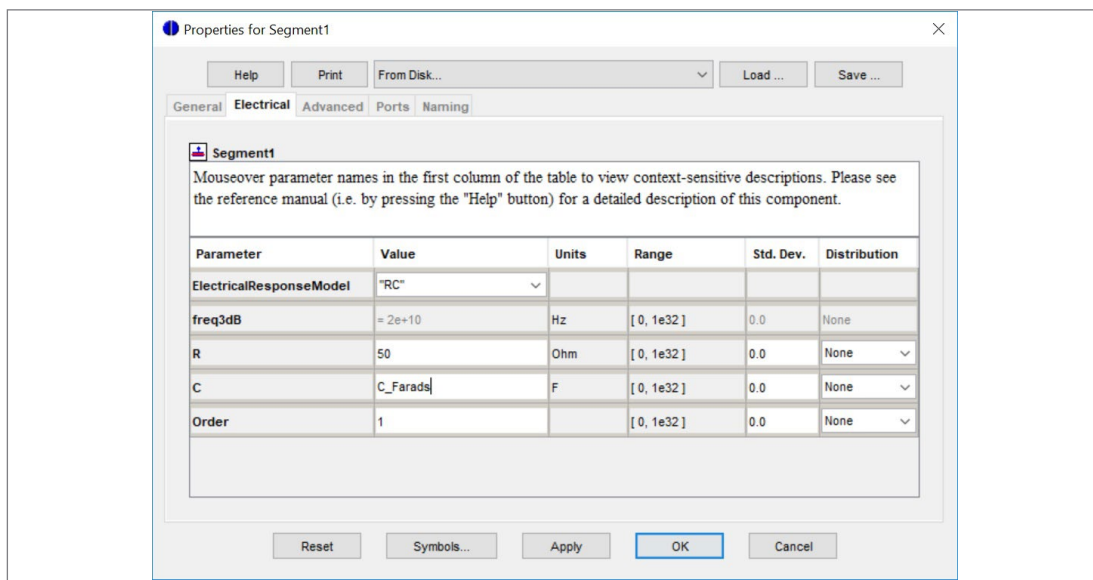 Properties for Segment1
Help Print From Disk... Load ... Save ...
General Electrical Advanced Ports Naming
Segment1
Mouseover parameter names in the first column of the table to view context-sensitive descriptions. Please see
the reference manual (i.e. by pressing the "Help" button) for a detailed description of this component.
Parameter Value Units Range Std. Dev. Distribution
ElectricalResponseModel "RC"
freq3dB = 2e+10 Hz [ 0, 1e32 ] 0.0 None
R 50 Ohm [ 0, 1e32 ] 0.0 None
C C_Farads F [ 0, 1e32 ] 0.0 None
Order 1 [ 0, 1e32 ] 0.0 None
Reset Symbols... Apply OK Cancel